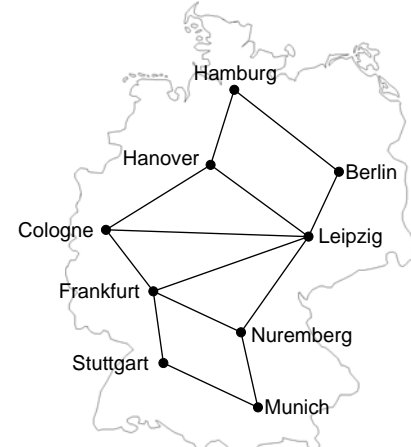 Hamburg
Hanover
Berlin
Cologne
Leipzig
Frankfurt
Nuremberg
Stuttgart
Munich